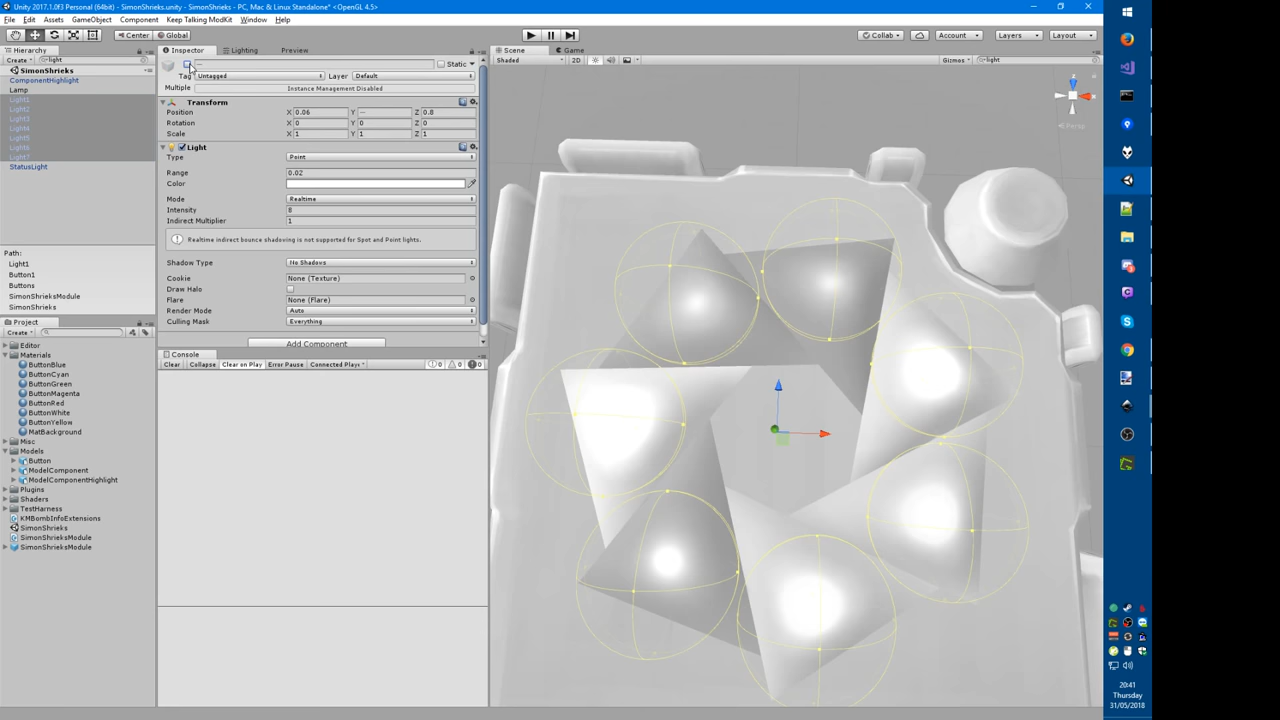 Unity 2017.1.0f3 Personal (64bit) - SimonShrieks.unity - SimonShrieks - PC, Mac & Linux Standalone* <OpenGL 4.5>
File Edit Assets GameObject Component Keep Talking ModKit Window Help
Center Global Collab Account Layers Layout
Hierarchy
Create light
SimonShrieks
ComponentHighlight
Lamp
Light1
Light2
Light3
Light4
Light5
Light6
Light7
StatusLight
Path:
Light1
Button1
Buttons
SimonShrieksModule
SimonShrieks
Project
Create
Editor
Materials
ButtonBlue
ButtonCyan
ButtonGreen
ButtonMagenta
ButtonRed
ButtonWhite
ButtonYellow
MatBackground
Misc
Models
Button
ModelComponent
ModelComponentHighlight
Plugins
Shaders
TestHarness
KMBombInfoExtensions
SimonShrieks
SimonShrieksModule
SimonShrieksModule
Inspector Lighting Preview
— Static
Tag Untagged Layer Default
Multiple Instance Management Disabled
Transform
Position X 0.06 Y — Z 0.8
Rotation X 0 Y 0 Z 0
Scale X 1 Y 1 Z 1
Light
Type Point
Range 0.02
Color
Mode Realtime
Intensity 8
Indirect Multiplier 1
Realtime indirect bounce shadowing is not supported for Spot and Point lights.
Shadow Type No Shadows
Cookie None (Texture)
Draw Halo
Flare None (Flare)
Render Mode Auto
Culling Mask Everything
Add Component
Console
Clear Collapse Clear on Play Error Pause Connected Play 0 0 0
Scene Game
Shaded 2D Gizmos light
Persp
20:41
Thursday
31/05/2018